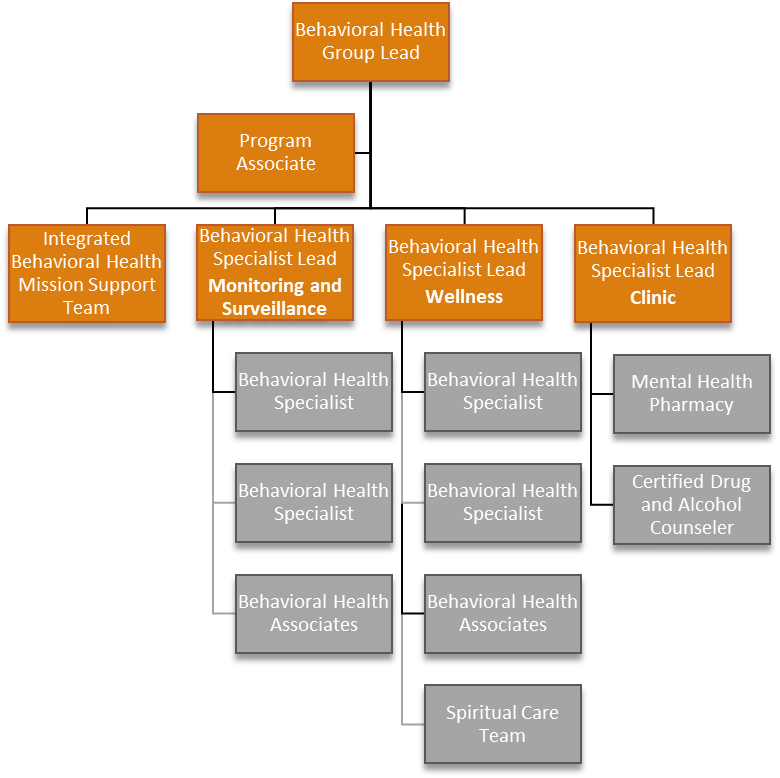 Behavioral Health
Group Lead
Program
Associate
Integrated
Behavioral Health
Mission Support
Team
Behavioral Health
Specialist Lead
Monitoring and
Surveillance
Behavioral Health
Specialist Lead
Wellness
Behavioral Health
Specialist Lead
Clinic
Behavioral Health
Specialist
Behavioral Health
Specialist
Behavioral Health
Associates
Behavioral Health
Specialist
Behavioral Health
Specialist
Behavioral Health
Associates
Spiritual Care
Team
Mental Health
Pharmacy
Certified Drug
and Alcohol
Counseler